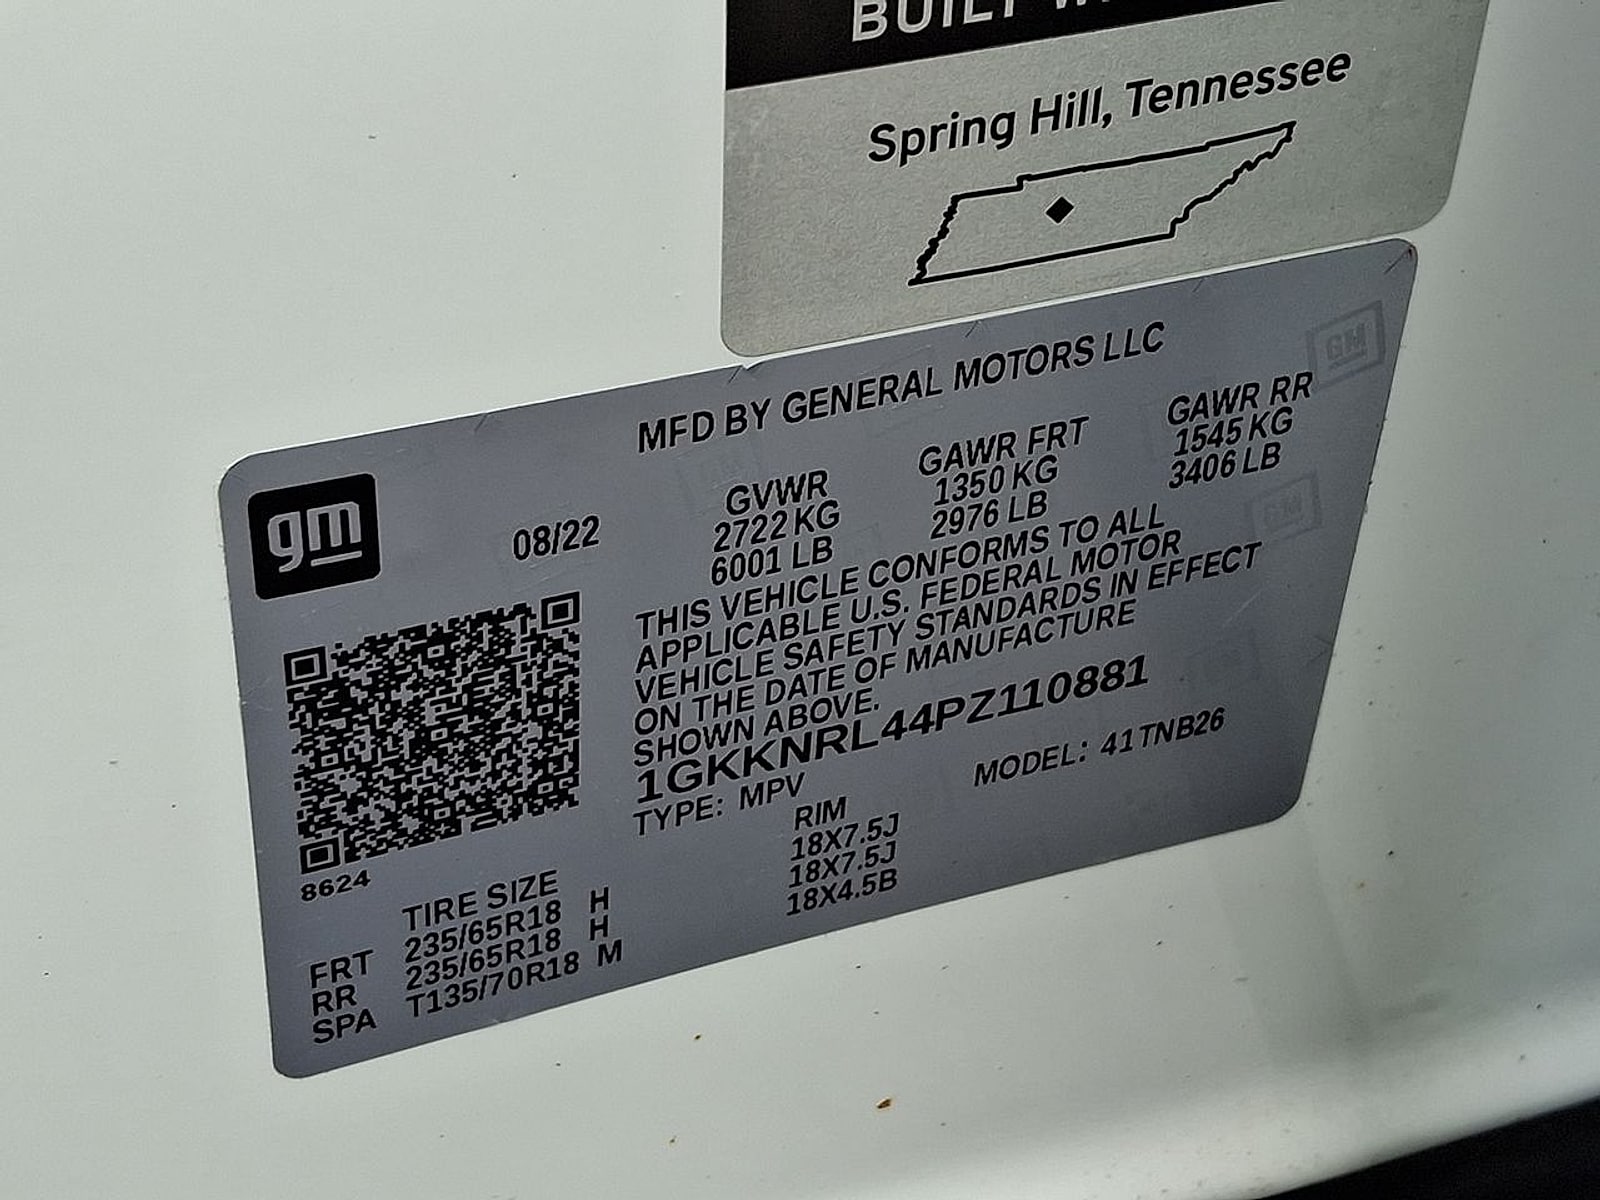 BUILT
Spring Hill, Tennessee
MFD BY GENERAL MOTORS LLC
gm
08/22
GVWR GAWR FRT GAWR RR
2722 KG 1350 KG 1545 KG
6001 LB 2976 LB 3406 LB
THIS VEHICLE CONFORMS TO ALL
APPLICABLE U.S. FEDERAL MOTOR
VEHICLE SAFETY STANDARDS IN EFFECT
ON THE DATE OF MANUFACTURE
SHOWN ABOVE.
1GKKNRL44PZ110881
TYPE: MPV MODEL: 41TNB26
8624
TIRE SIZE RIM
FRT 235/65R18 H 18X7.5J
RR 235/65R18 H 18X7.5J
SPA T135/70R18 M 18X4.5B
GM
GM